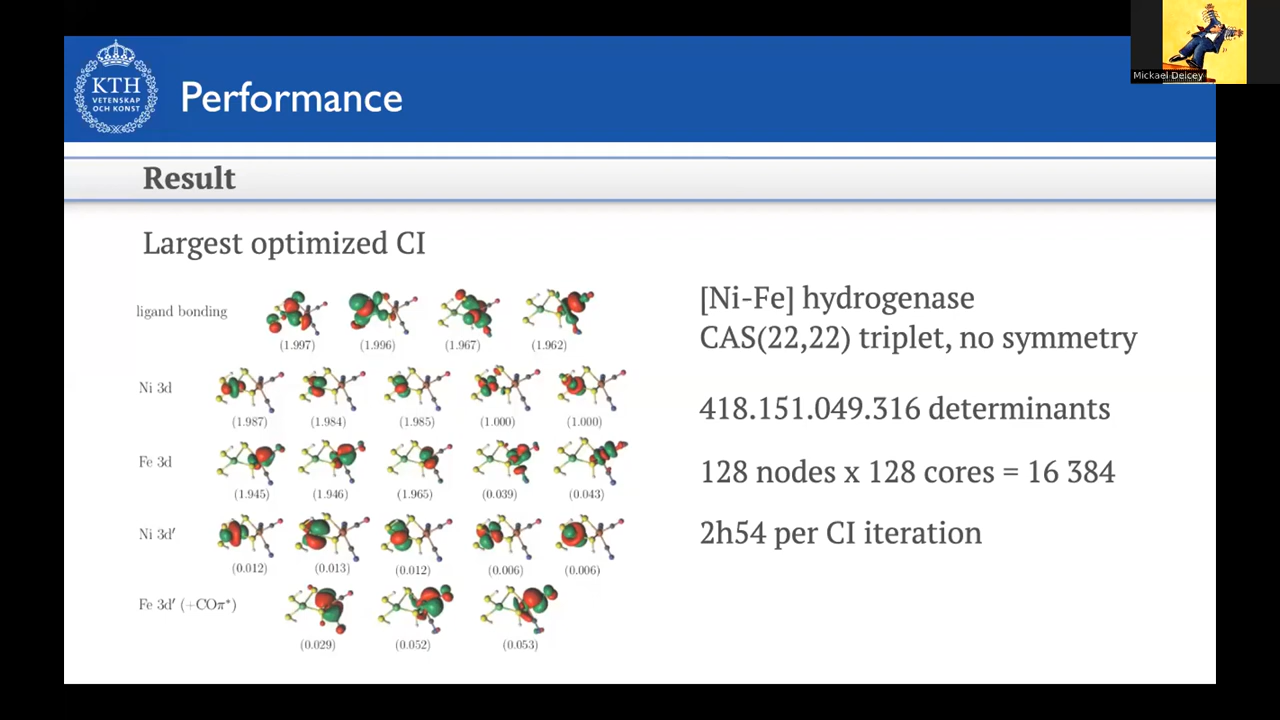 KTH
VETENSKAP
OCH KONST
Performance
Mickael Delcey
Result
Largest optimized CI
ligand bonding
(1.997) (1.996) (1.967) (1.962)
Ni 3d
(1.987) (1.984) (1.985) (1.000) (1.000)
Fe 3d
(1.945) (1.946) (1.965) (0.039) (0.043)
Ni 3d′
(0.012) (0.013) (0.012) (0.006) (0.006)
Fe 3d′ (+COπ*)
(0.029) (0.052) (0.053)
[Ni-Fe] hydrogenase
CAS(22,22) triplet, no symmetry
418.151.049.316 determinants
128 nodes x 128 cores = 16 384
2h54 per CI iteration